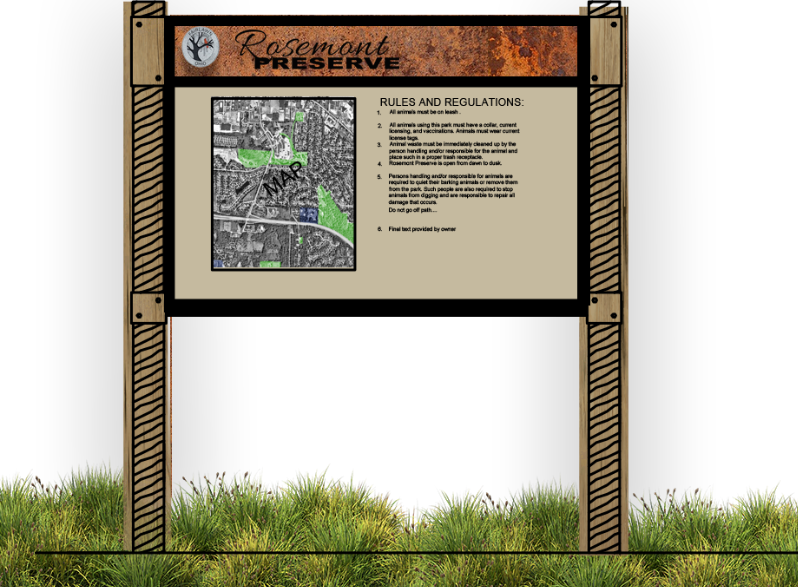 Rosemont
PRESERVE
RULES AND REGULATIONS:
1. All animals must be on leash.
2. All animals using this park must have a collar, current
licensing, and vaccinations. Animals must wear current
license tags.
3. Animal waste must be immediately cleaned up by the
person handling and/or responsible for the animal and
place such in a proper trash receptacle.
4. Rosemont Preserve is open from dawn to dusk.
5. Persons handling and/or responsible for animals are
required to quiet their barking animals or remove them
from the park. Such people are also required to stop
animals from digging and are responsible to repair all
damage that occurs.
Do not go off path....
6. Final text provided by owner
MAP